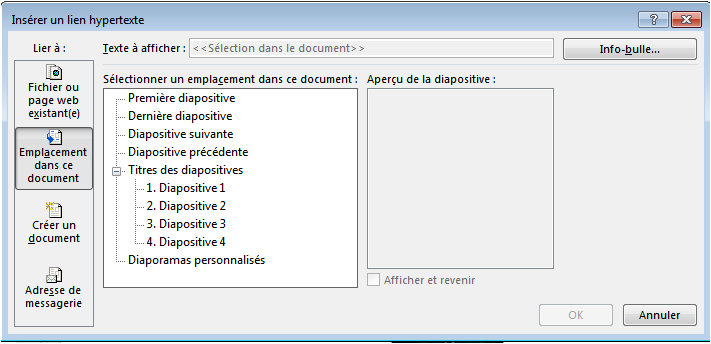 Insérer un lien hypertexte
Lier à :
Texte à afficher :
<<Sélection dans le document>>
Info-bulle...
Fichier ou
page web
existant(e)
Emplacement
dans ce
document
Créer un
document
Adresse de
messagerie
Sélectionner un emplacement dans ce document :
Première diapositive
Dernière diapositive
Diapositive suivante
Diapositive précédente
Titres des diapositives
1. Diapositive 1
2. Diapositive 2
3. Diapositive 3
4. Diapositive 4
Diaporamas personnalisés
Aperçu de la diapositive :
Afficher et revenir
OK
Annuler